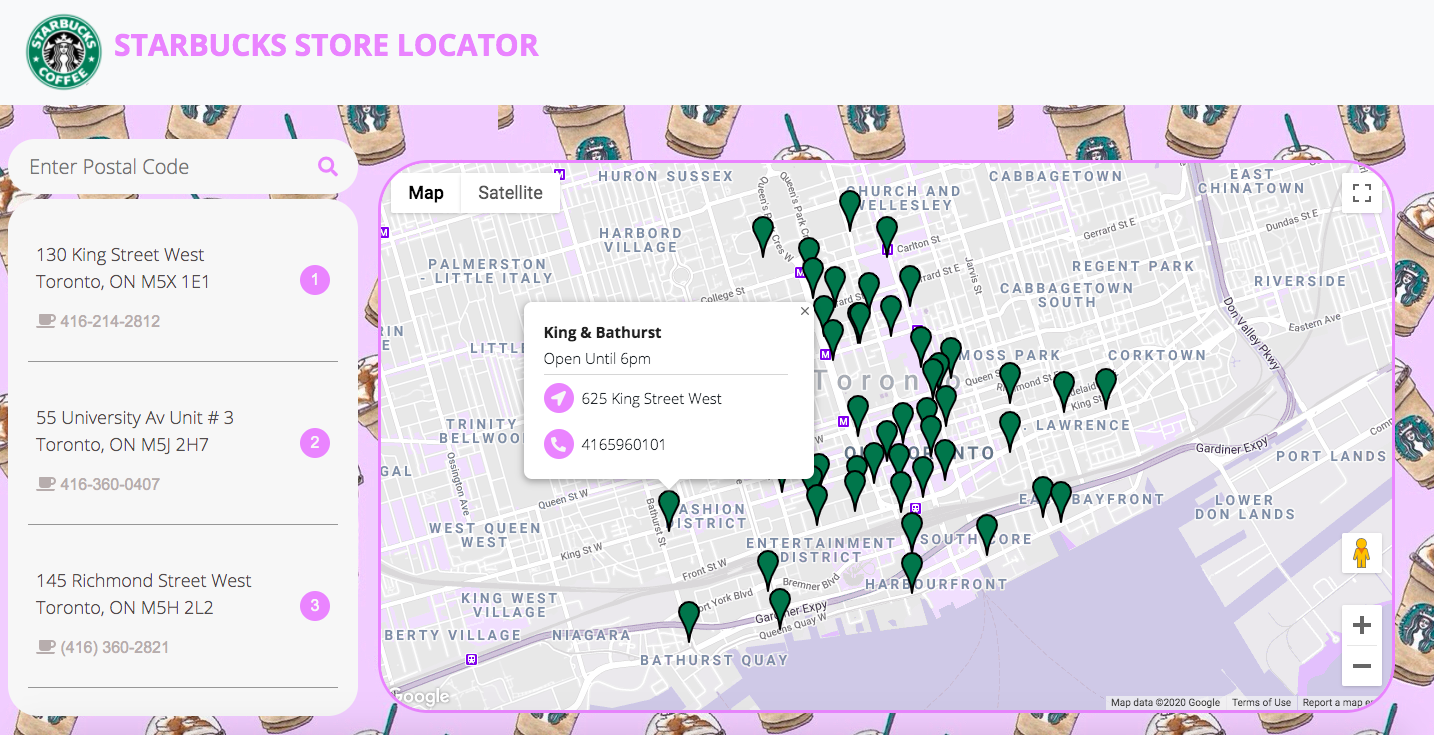 STARBUCKS
COFFEE
STARBUCKS STORE LOCATOR
Enter Postal Code
130 King Street West
Toronto, ON M5X 1E1
1
416-214-2812
55 University Av Unit # 3
Toronto, ON M5J 2H7
2
416-360-0407
145 Richmond Street West
Toronto, ON M5H 2L2
3
(416) 360-2821
Map
Satellite
HURON SUSSEX
CHURCH AND
WELLESLEY
CABBAGETOWN
EAST
CHINATOWN
Queen's Park
Dundas St E
Gerrard St E
HARBORD
VILLAGE
Carlton St
PALMERSTON
- LITTLE ITALY
REGENT PARK
CABBAGETOWN
SOUTH
RIVERSIDE
Jarvis St
College St
Don Valley Pkwy
Eastern Ave
King & Bathurst
Open Until 6pm
625 King Street West
4165960101
MOSS PARK
CORKTOWN
Toronto
Queen S
Richmond St E
King St
TRINITY
BELLWOO
. LAWRENCE
Gardiner Expy
PORT LANDS
Ossington Ave
Queen St W
Bathurst St
FASHION
DISTRICT
BAYFRONT
LOWER
DON LANDS
WEST QUEEN
WEST
King St W
ENTERTAINMENT
DISTRICT
SOUTH CORE
Front St W
Bremner Blvd
HARBOURFRONT
KING WEST
VILLAGE
ort York Blvd
Gardiner Expy
Queens Quay W
BERTY VILLAGE
NIAGARA
BATHURST QUAY
Google
Map data ©2020 Google
Terms of Use
Report a map e